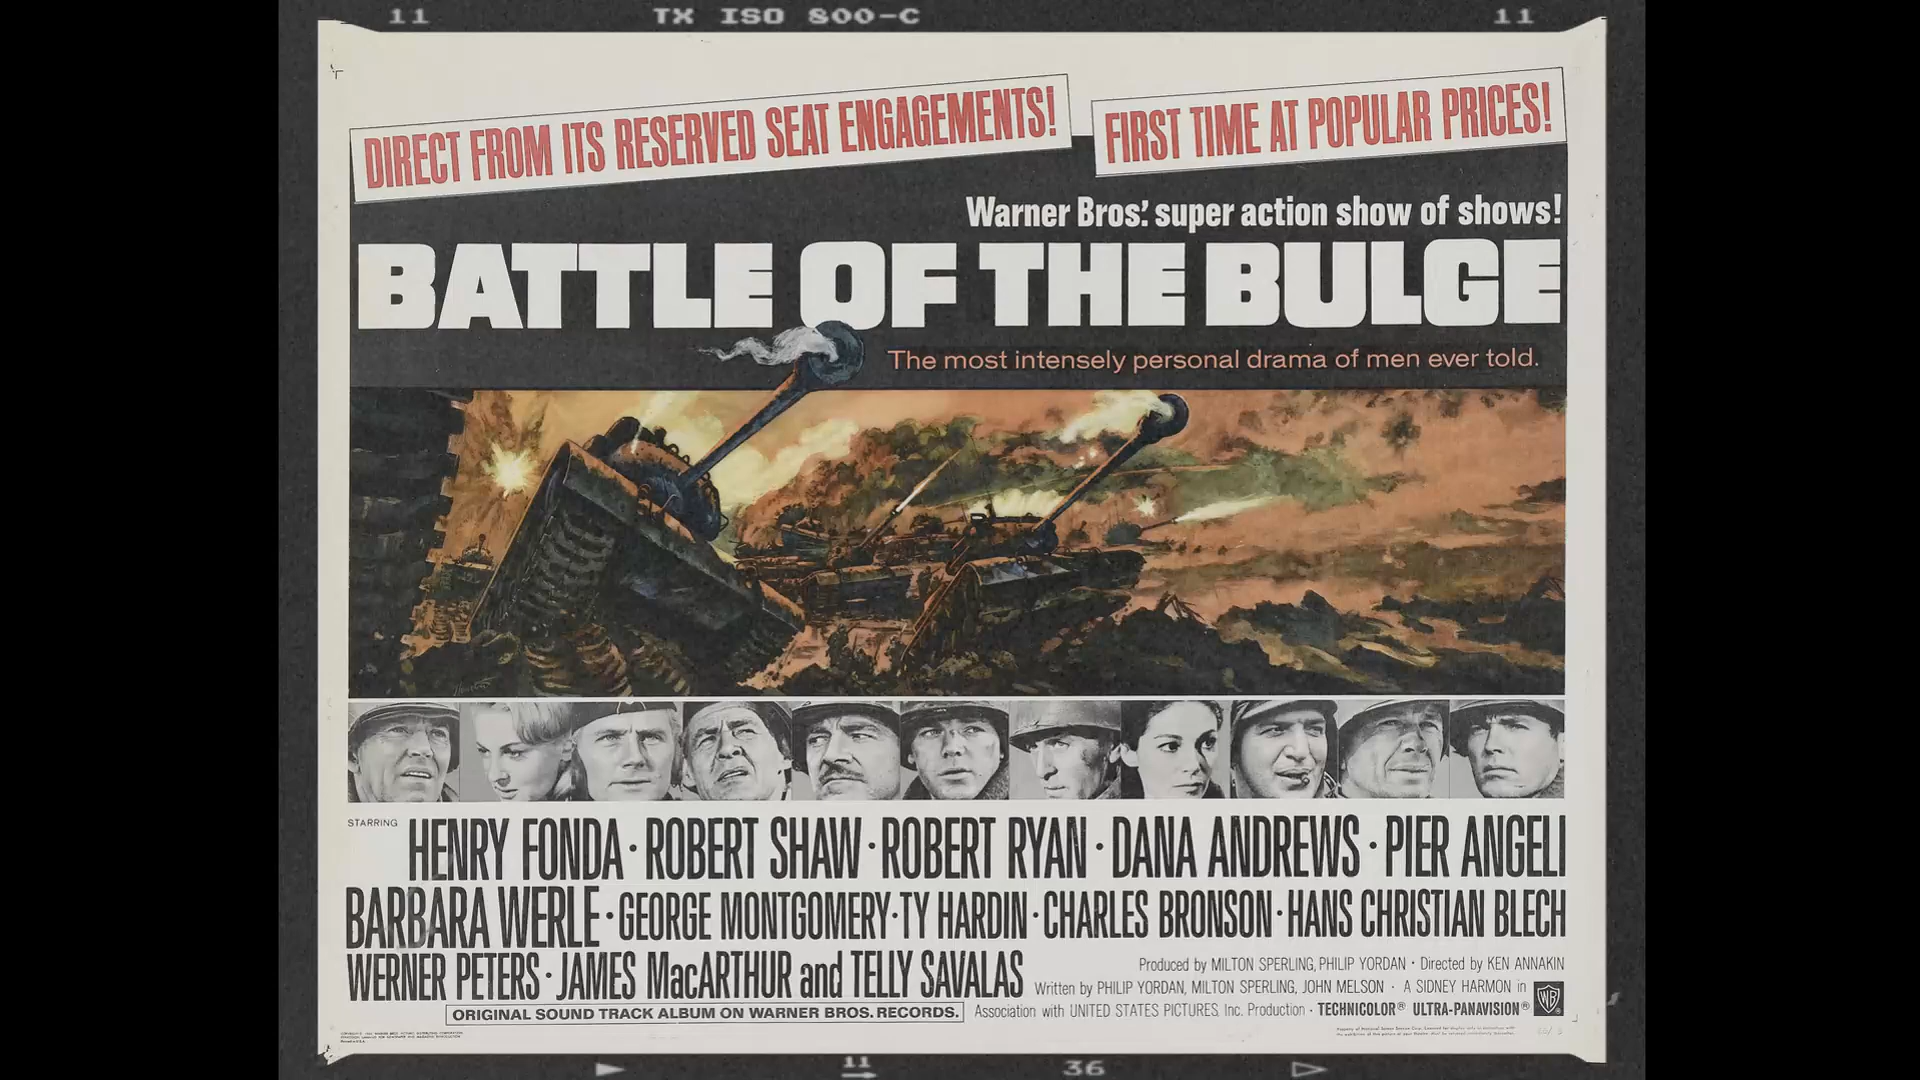 11 TX ISO 800-C 11
DIRECT FROM ITS RESERVED SEAT ENGAGEMENTS!
FIRST TIME AT POPULAR PRICES!
Warner Bros.' super action show of shows!
BATTLE OF THE BULGE
The most intensely personal drama of men ever told.
STARRING HENRY FONDA · ROBERT SHAW · ROBERT RYAN · DANA ANDREWS · PIER ANGELI
BARBARA WERLE · GEORGE MONTGOMERY · TY HARDIN · CHARLES BRONSON · HANS CHRISTIAN BLECH
WERNER PETERS · JAMES MacARTHUR and TELLY SAVALAS
Produced by MILTON SPERLING, PHILIP YORDAN · Directed by KEN ANNAKIN
Written by PHILIP YORDAN, MILTON SPERLING, JOHN MELSON · A SIDNEY HARMON in
WB
ORIGINAL SOUND TRACK ALBUM ON WARNER BROS. RECORDS.
Association with UNITED STATES PICTURES, Inc. Production · TECHNICOLOR® ULTRA-PANAVISION®
11 36